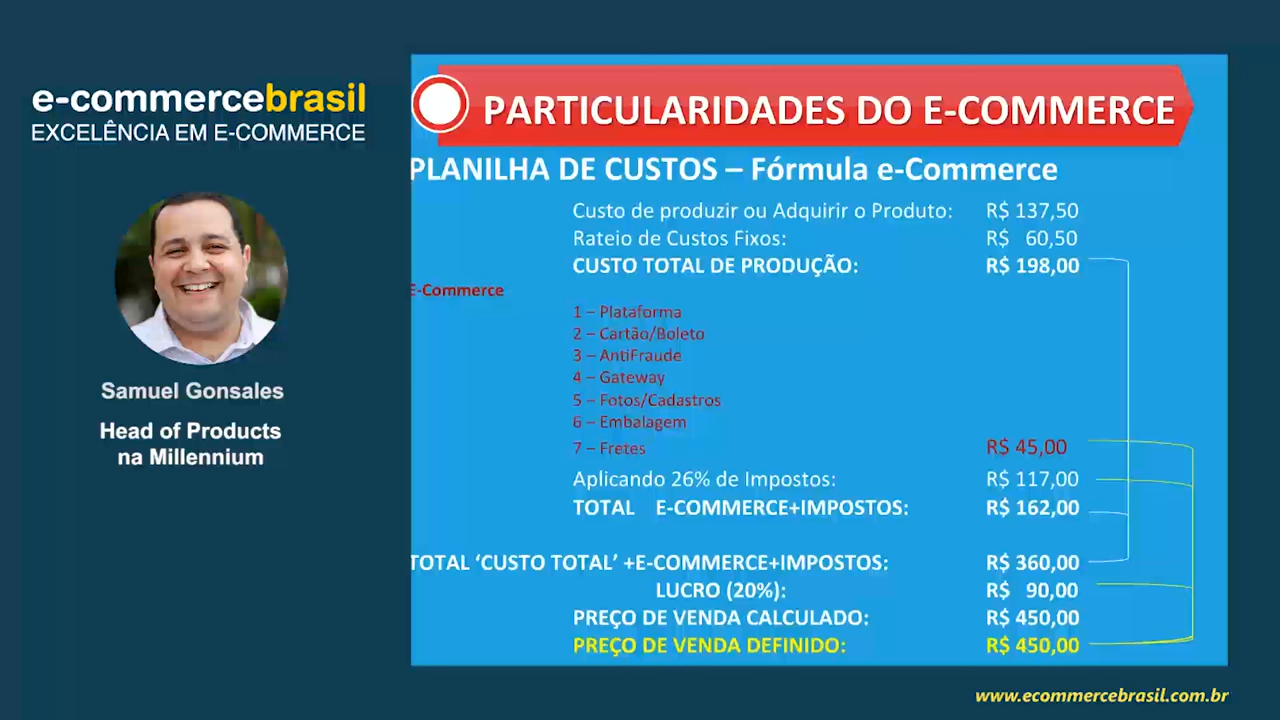 e-commercebrasil
EXCELÊNCIA EM E-COMMERCE
Samuel Gonsales
Head of Products
na Millennium
PARTICULARIDADES DO E-COMMERCE
PLANILHA DE CUSTOS – Fórmula e-Commerce
Custo de produzir ou Adquirir o Produto: R$ 137,50
Rateio de Custos Fixos: R$ 60,50
CUSTO TOTAL DE PRODUÇÃO: R$ 198,00
E-Commerce
1 – Plataforma
2 – Cartão/Boleto
3 – AntiFraude
4 – Gateway
5 – Fotos/Cadastros
6 – Embalagem
7 – Fretes R$ 45,00
Aplicando 26% de Impostos: R$ 117,00
TOTAL E-COMMERCE+IMPOSTOS: R$ 162,00
TOTAL ‘CUSTO TOTAL’ +E-COMMERCE+IMPOSTOS: R$ 360,00
LUCRO (20%): R$ 90,00
PREÇO DE VENDA CALCULADO: R$ 450,00
PREÇO DE VENDA DEFINIDO: R$ 450,00
www.ecommercebrasil.com.br